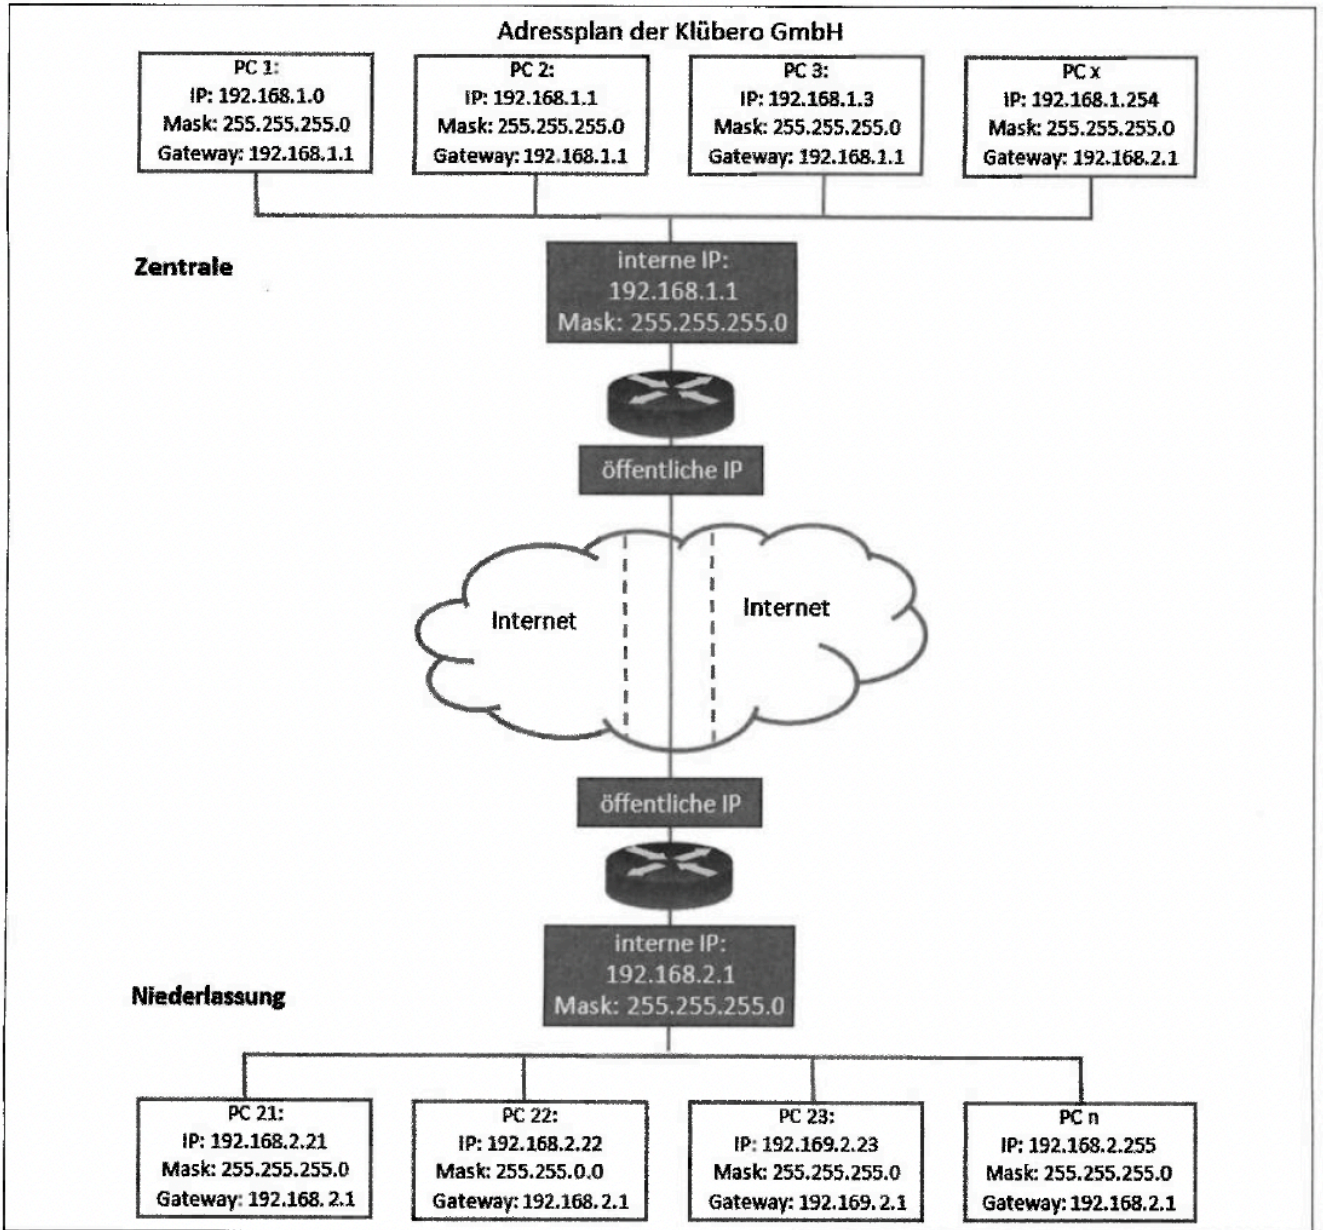 Adressplan der Klübero GmbH
PC 1:
IP: 192.168.1.0
Mask: 255.255.255.0
Gateway: 192.168.1.1
PC 2:
IP: 192.168.1.1
Mask: 255.255.255.0
Gateway: 192.168.1.1
PC 3:
IP: 192.168.1.3
Mask: 255.255.255.0
Gateway: 192.168.1.1
PC x
IP: 192.168.1.254
Mask: 255.255.255.0
Gateway: 192.168.2.1
Zentrale
interne IP:
192.168.1.1
Mask: 255.255.255.0
öffentliche IP
Internet
Internet
öffentliche IP
interne IP:
192.168.2.1
Mask: 255.255.255.0
Niederlassung
PC 21:
IP: 192.168.2.21
Mask: 255.255.255.0
Gateway: 192.168.2.1
PC 22:
IP: 192.168.2.22
Mask: 255.255.0.0
Gateway: 192.168.2.1
PC 23:
IP: 192.169.2.23
Mask: 255.255.255.0
Gateway: 192.169.2.1
PC n
IP: 192.168.2.255
Mask: 255.255.255.0
Gateway: 192.168.2.1